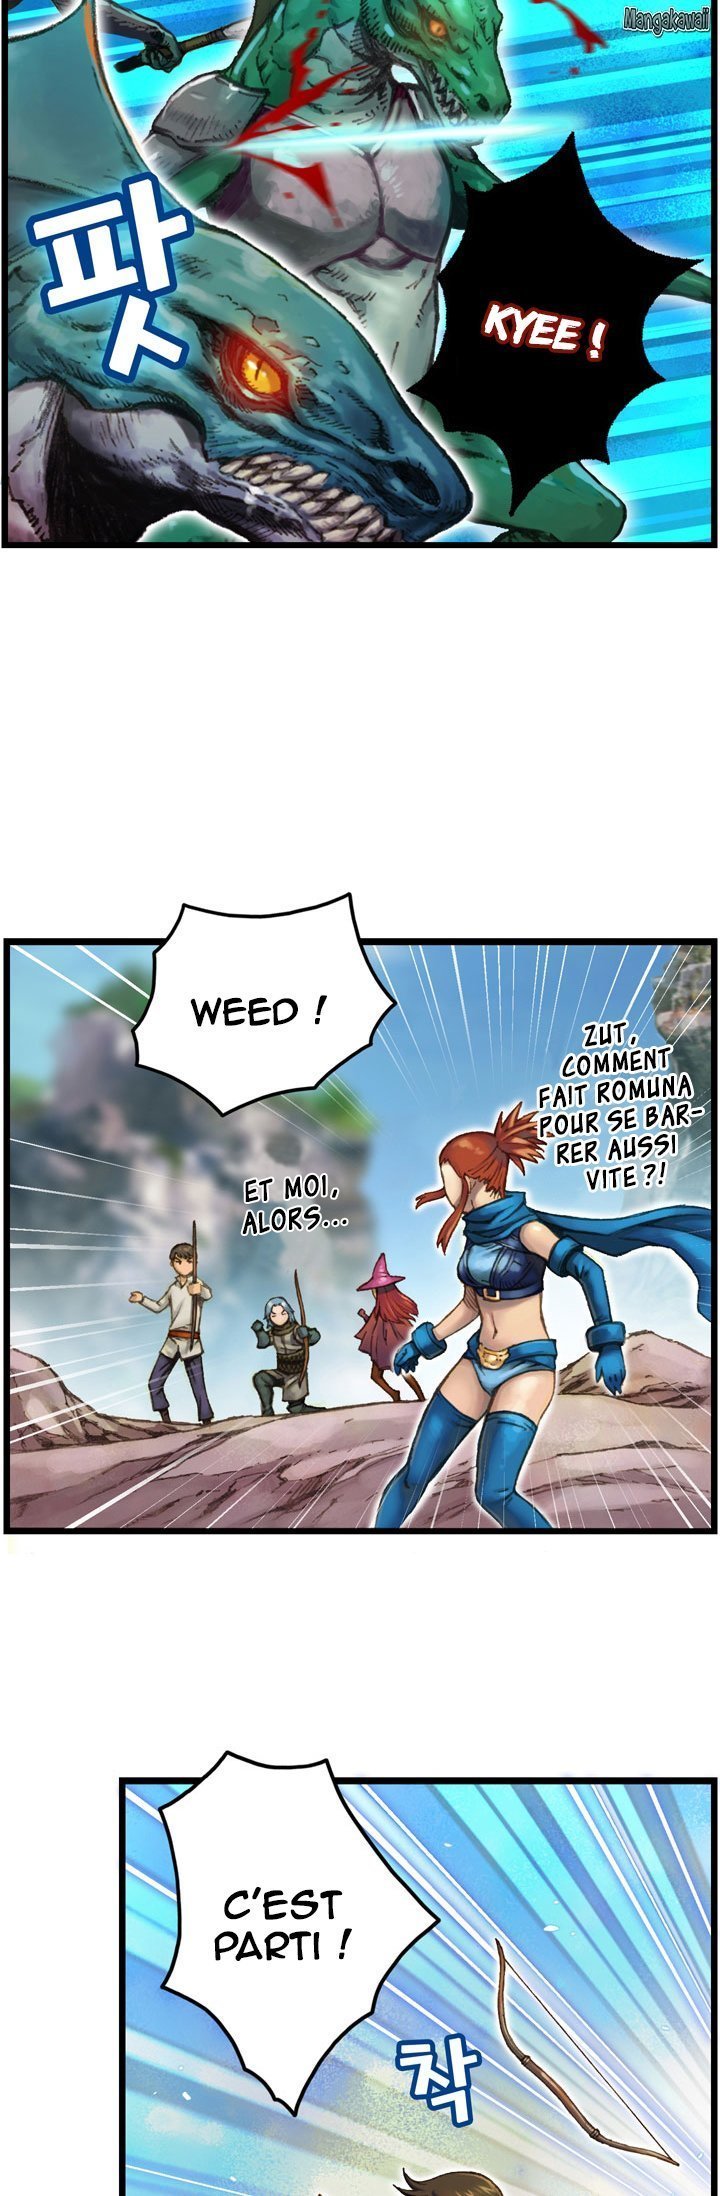 Mangakawaii
팟
KYEE !
WEED !
ZUT,
COMMENT
FAIT ROMUNA
POUR SE BAR-
RER AUSSI
VITE ?!
ET MOI,
ALORS...
C'EST
PARTI !
착